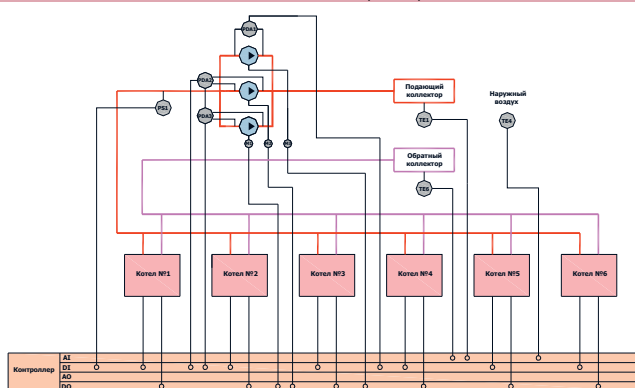 PDA1
PDA2
PS1
PDA3
M1
M2
M3
Подающий
коллектор
TE1
Наружный
воздух
TE4
Обратный
коллектор
TE6
Котел №1
Котел №2
Котел №3
Котел №4
Котел №5
Котел №6
Контроллер
AI
DI
AO
DO